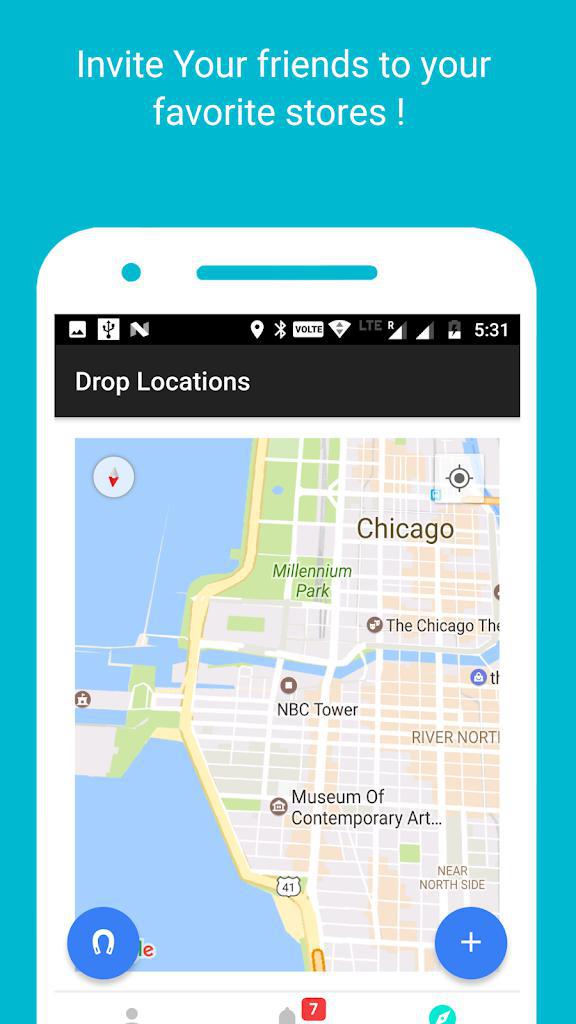 Invite Your friends to your
favorite stores !
VOLTE LTE R 5:31
Drop Locations
Chicago
Millennium
Park
The Chicago The
th
NBC Tower
RIVER NORT
Museum Of
Contemporary Art...
NEAR
NORTH SIDE
41
le
7